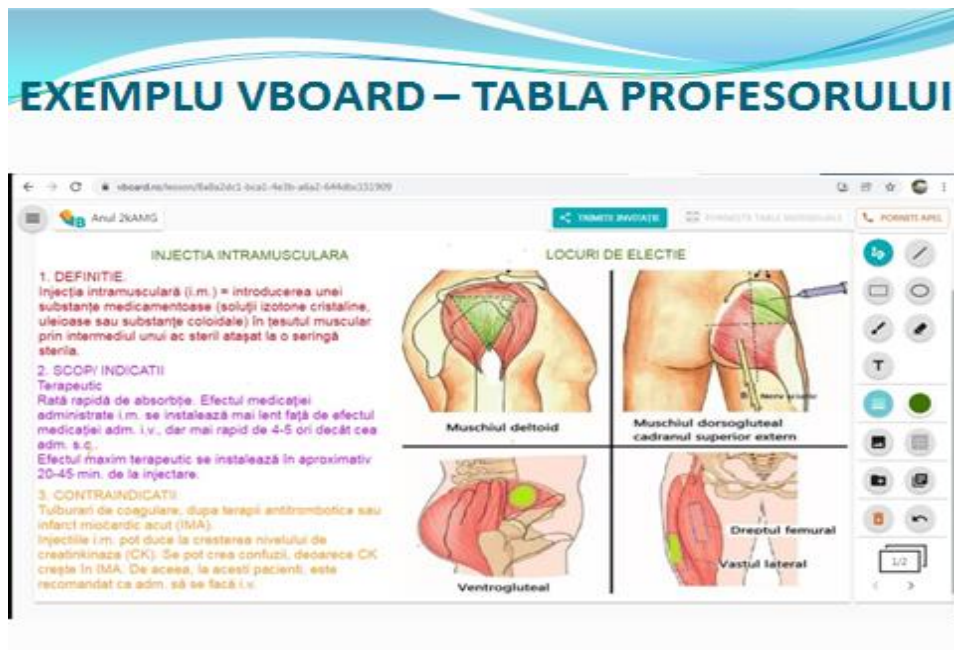 EXEMPLU VBOARD – TABLA PROFESORULUI
Anul 2kAMG
TRIMITE INVITATIE
PORNITI APEL
INJECTIA INTRAMUSCULARA
1. DEFINITIE.
Injecția intramusculară (i.m.) = introducerea unei
substanțe medicamentoase (soluții izotone cristaline,
uleioase sau substanțe coloidale) în țesutul muscular
prin intermediul unui ac steril atașat la o seringă
sterila.
2. SCOP/ INDICATII
Terapeutic
Rată rapidă de absorbție. Efectul medicației
administrate i.m. se instalează mai lent față de efectul
medicației adm. i.v., dar mai rapid de 4-5 ori decât cea
adm. s.c..
Efectul maxim terapeutic se instalează în aproximativ
20-45 min. de la injectare.
3. CONTRAINDICATII
Tulburari de coagulare, dupa terapii antitrombotice sau
infarct miocardic acut (IMA).
Injectiile i.m. pot duce la cresterea nivelului de
creatinkinaza (CK). Se pot crea confuzii, deoarece CK
crește în IMA. De aceea, la acesti pacienti, este
recomandat ca adm. să se facă i.v.
LOCURI DE ELECTIE
Muschiul deltoid
Nerv sciatic
Muschiul dorsogluteal
cadranul superior extern
Ventrogluteal
Dreptul femural
Vastul lateral
T
1/2